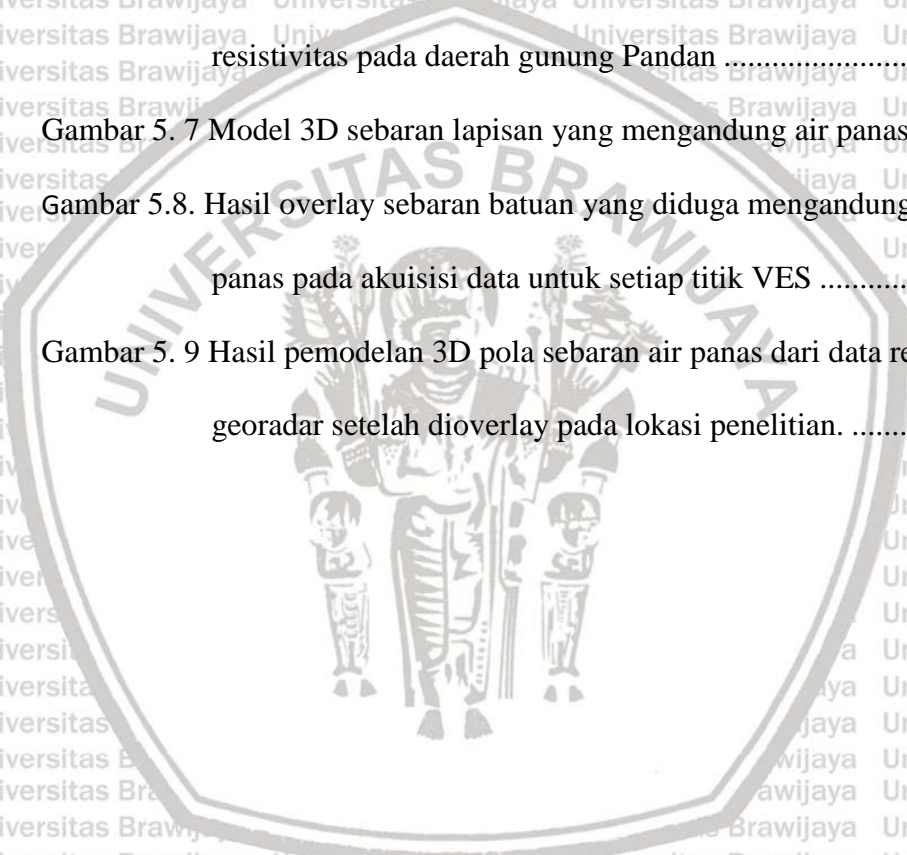 resistivitas pada daerah gunung Pandan .......................
Gambar 5. 7 Model 3D sebaran lapisan yang mengandung air panas
Gambar 5.8. Hasil overlay sebaran batuan yang diduga mengandung
panas pada akuisisi data untuk setiap titik VES ...........
Gambar 5. 9 Hasil pemodelan 3D pola sebaran air panas dari data re
georadar setelah dioverlay pada lokasi penelitian. .......
UNIVERSITAS BRAWIJAYA